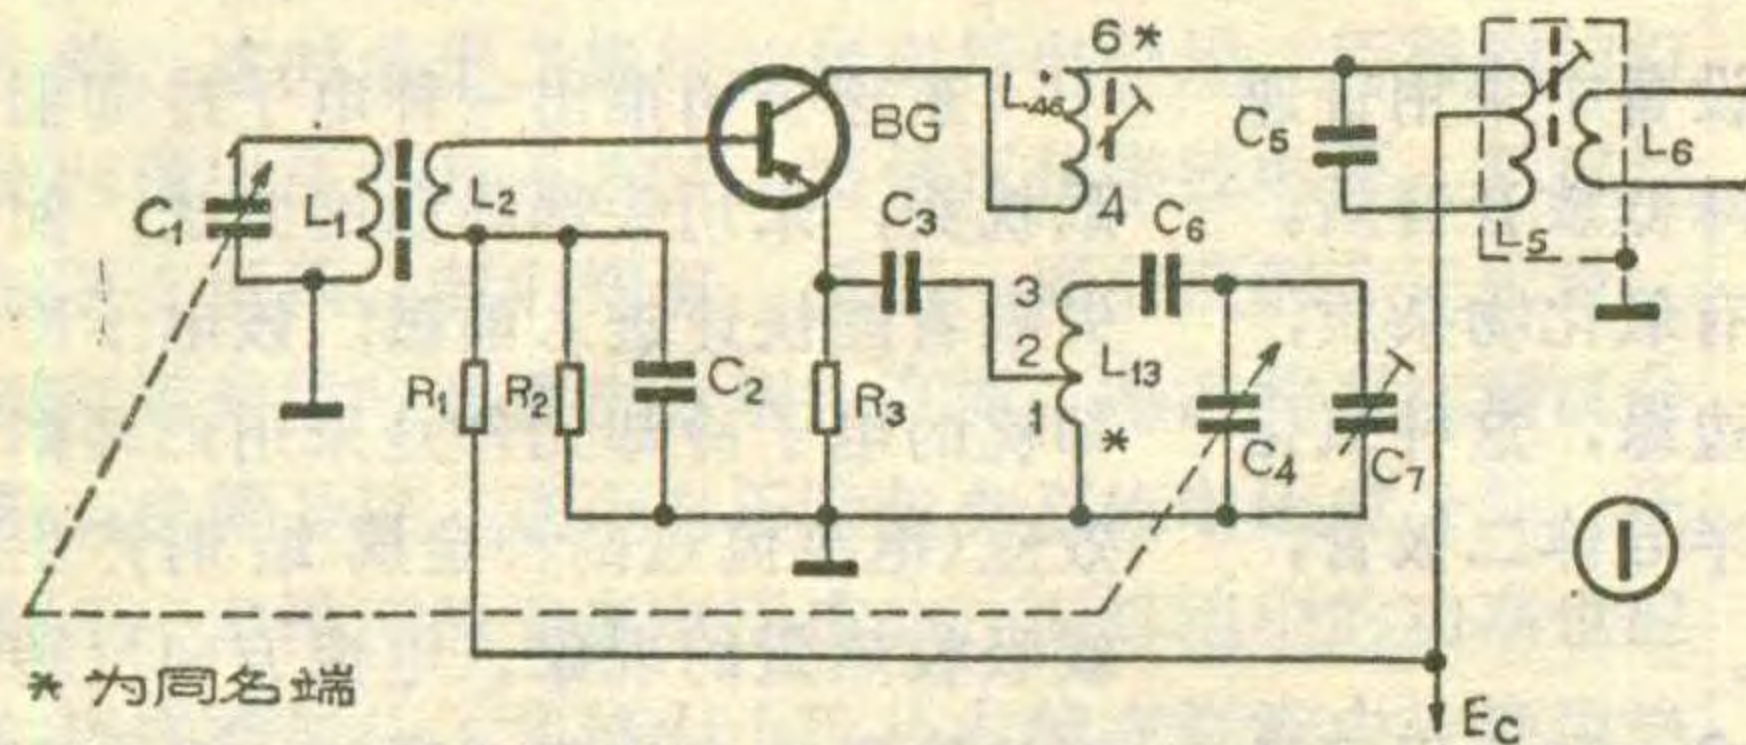 6*
L₄₆
BG
C₅
L₆
C₁
L₁
L₂
C₃
4
C₆
L₅
3
2
L₁₃
R₁
R₂
C₂
R₃
1
*
C₄
C₇
1
* 为同名端
Ec